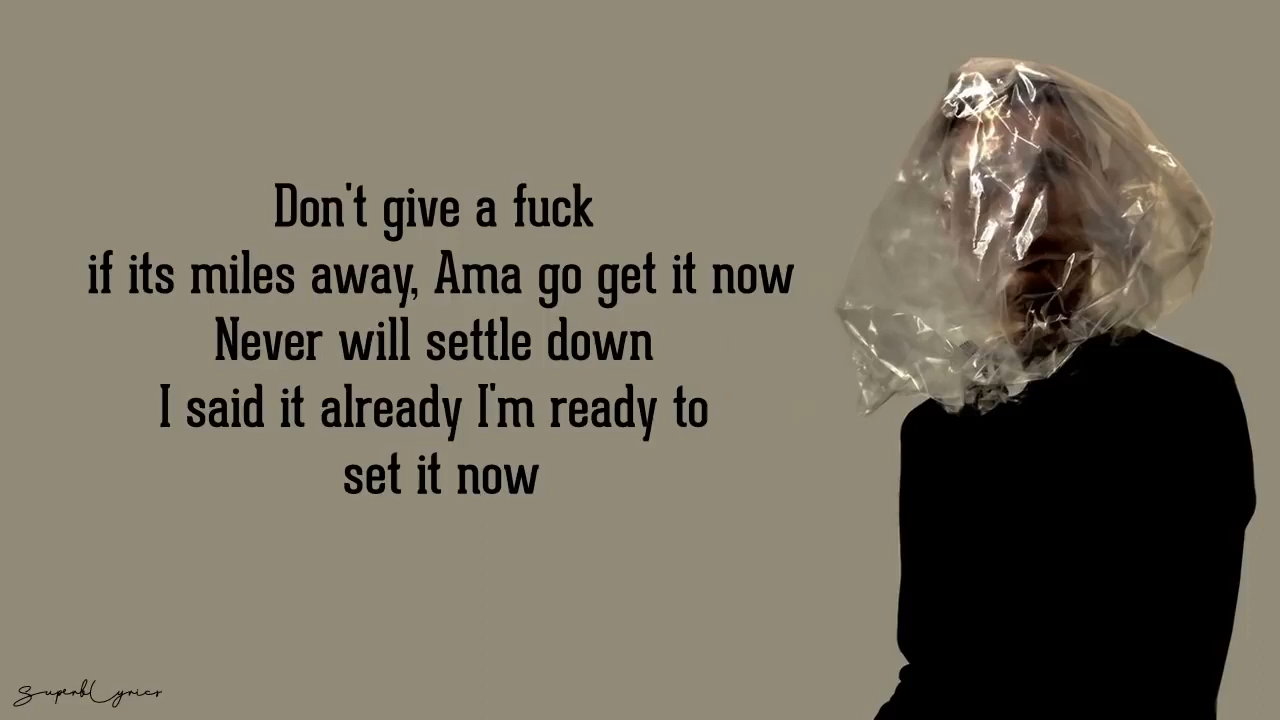 Don't give a fuck
if its miles away, Ama go get it now
Never will settle down
I said it already I'm ready to
set it now
SuperbLyrics